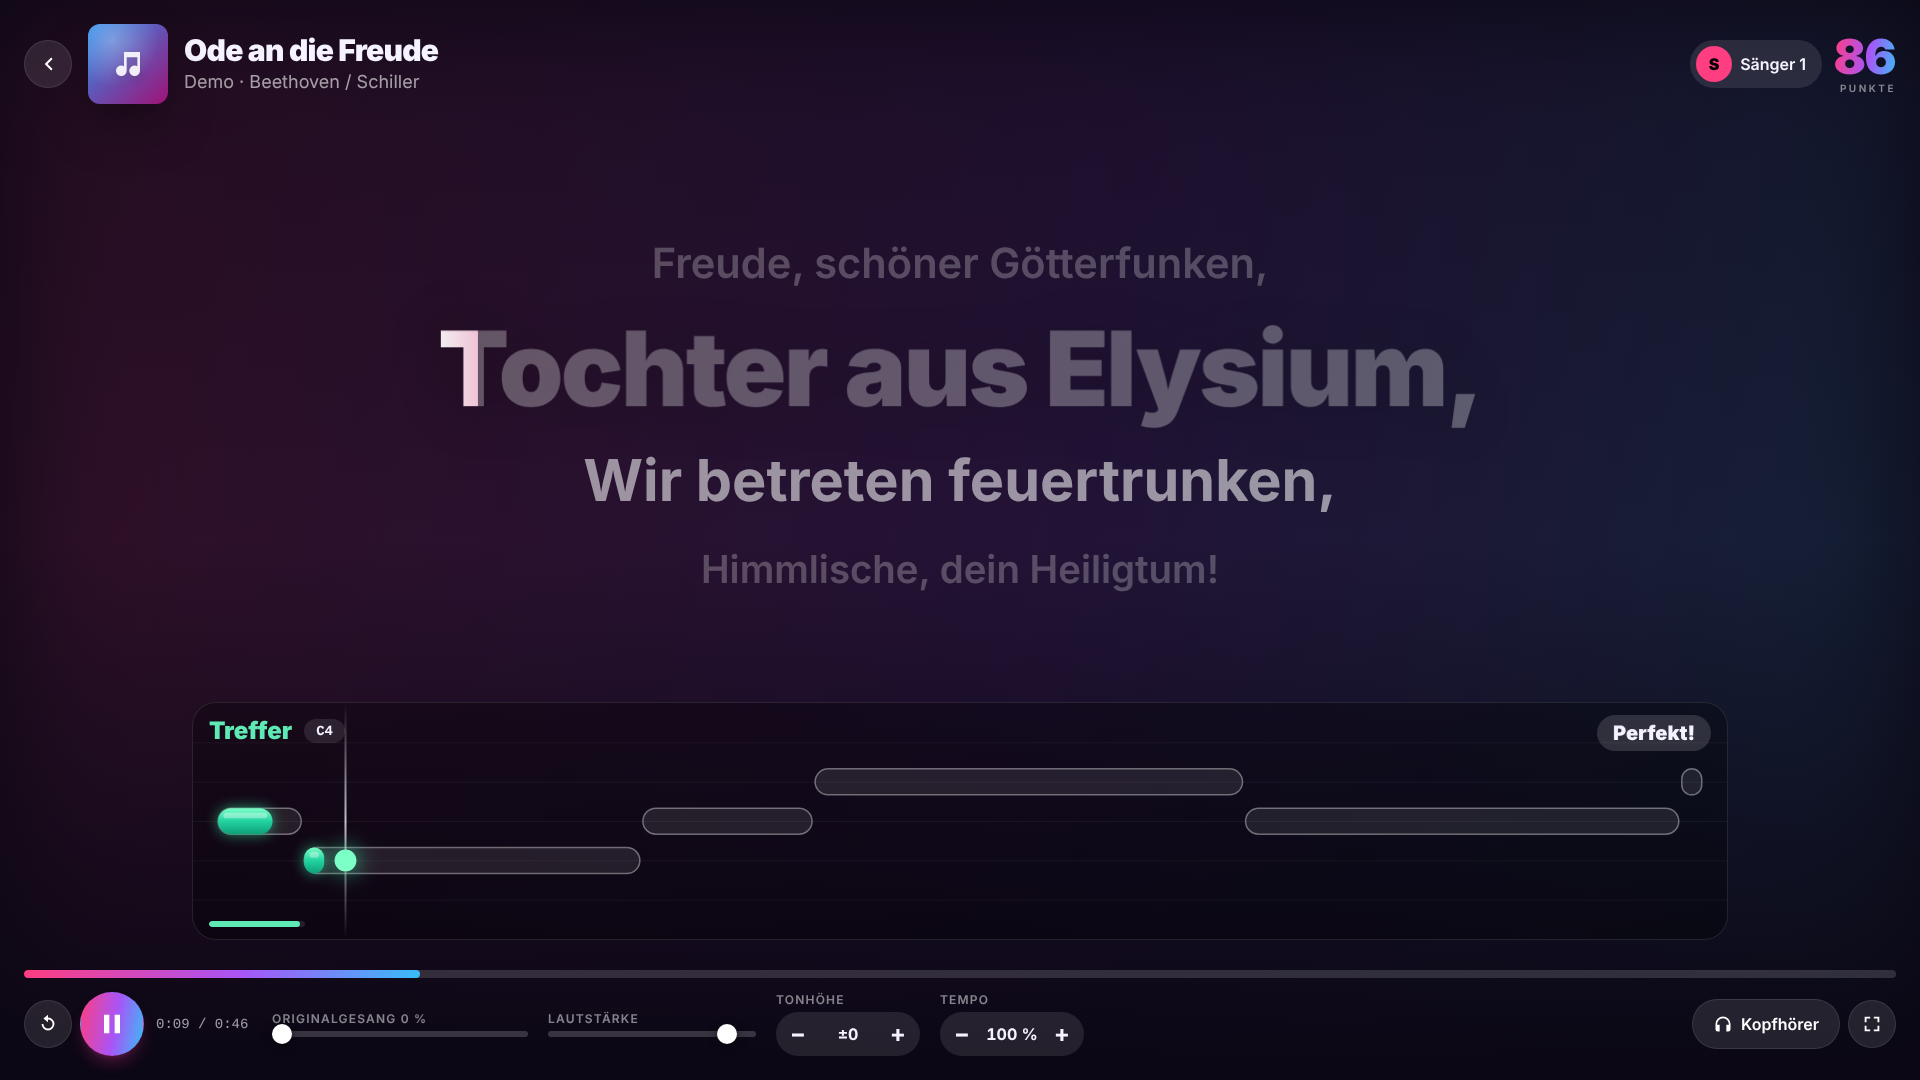 Ode an die Freude
Demo · Beethoven / Schiller
S Sänger 1
86
PUNKTE
Freude, schöner Götterfunken,
Tochter aus Elysium,
Wir betreten feuertrunken,
Himmlische, dein Heiligtum!
Treffer C4
Perfekt!
0:09 / 0:46
ORIGINALGESANG 0 %
LAUTSTÄRKE
TONHÖHE
− ±0 +
TEMPO
− 100 % +
Kopfhörer